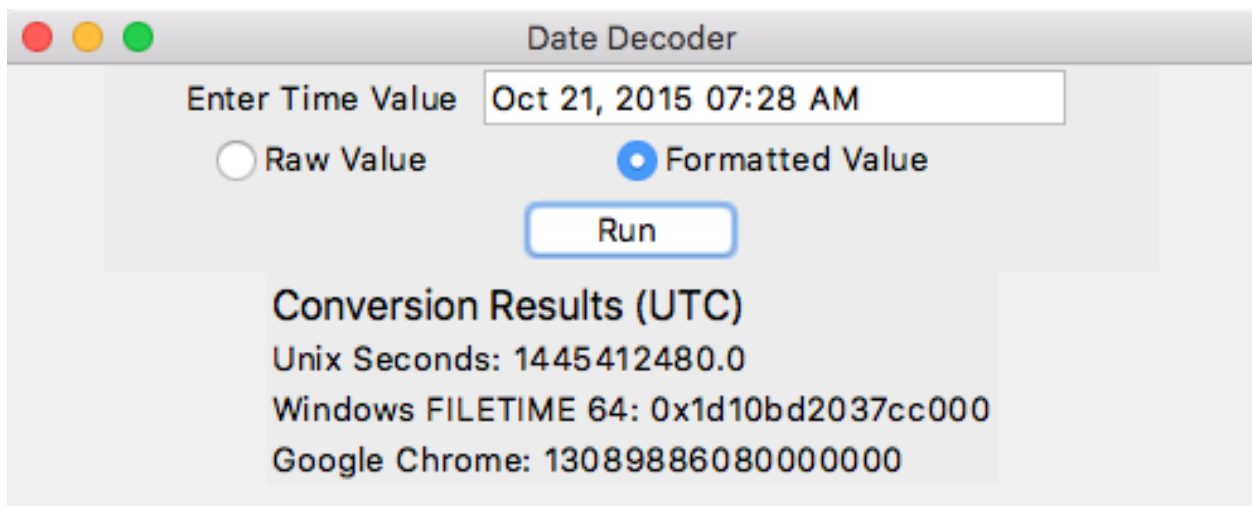 Date Decoder
Enter Time Value Oct 21, 2015 07:28 AM
Raw Value Formatted Value
Run
Conversion Results (UTC)
Unix Seconds: 1445412480.0
Windows FILETIME 64: 0x1d10bd2037cc000
Google Chrome: 13089886080000000